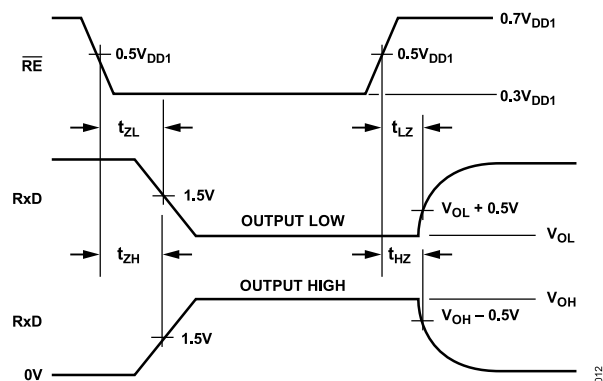 0.7VDD1
RE
0.5VDD1
0.5VDD1
0.3VDD1
tZL
tLZ
RxD
1.5V
OUTPUT LOW
VOL + 0.5V
VOL
tZH
tHZ
OUTPUT HIGH
VOH
RxD
1.5V
VOH – 0.5V
0V
012